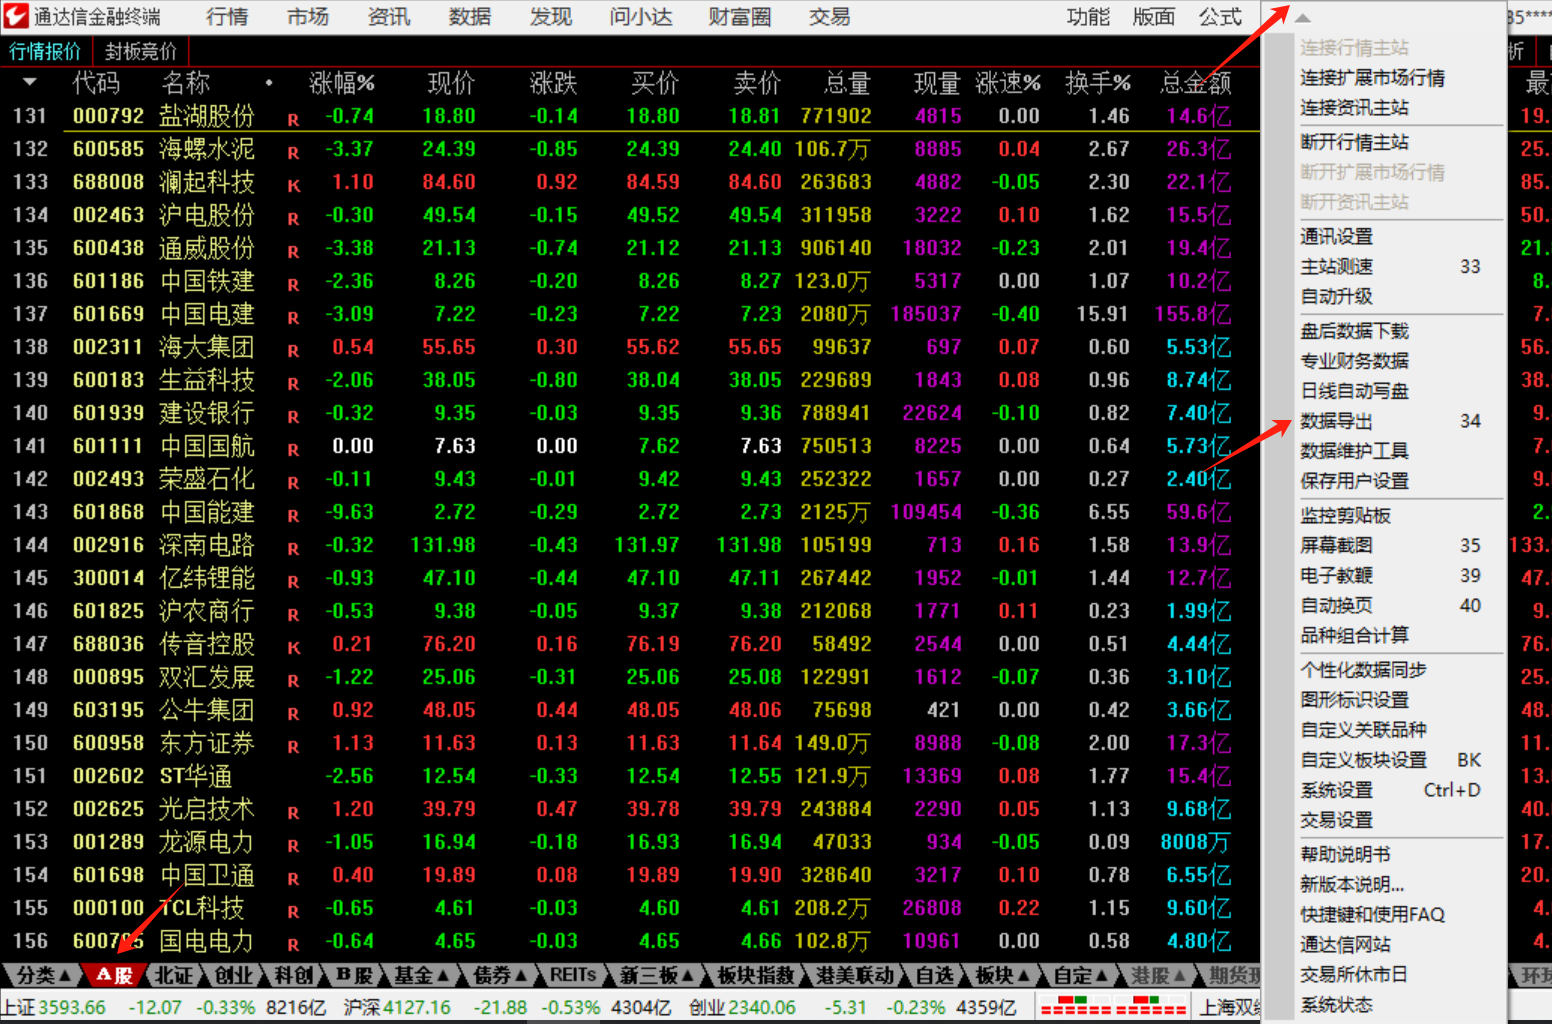 通达信金融终端 行情 市场 资讯 数据 发现 问小达 财富圈 交易 功能 版面 公式 35****
行情报价 封板竞价 析
代码 名称 • 涨幅% 现价 涨跌 买价 卖价 总量 现量 涨速% 换手% 总金额 最
131 000792 盐湖股份 R -0.74 18.80 -0.14 18.80 18.81 771902 4815 0.00 1.46 14.6亿 19.
132 600585 海螺水泥 R -3.37 24.39 -0.85 24.39 24.40 106.7万 8885 0.04 2.67 26.3亿 25.
133 688008 澜起科技 K 1.10 84.60 0.92 84.59 84.60 263683 4882 -0.05 2.30 22.1亿 85.
134 002463 沪电股份 R -0.30 49.54 -0.15 49.52 49.54 311958 3222 0.10 1.62 15.5亿 50.
135 600438 通威股份 R -3.38 21.13 -0.74 21.12 21.13 906140 18032 -0.23 2.01 19.4亿 21.
136 601186 中国铁建 R -2.36 8.26 -0.20 8.26 8.27 123.0万 5317 0.00 1.07 10.2亿 8.
137 601669 中国电建 R -3.09 7.22 -0.23 7.22 7.23 2080万 185037 -0.40 15.91 155.8亿 7.
138 002311 海大集团 R 0.54 55.65 0.30 55.62 55.65 99637 697 0.07 0.60 5.53亿 56.
139 600183 生益科技 R -2.06 38.05 -0.80 38.04 38.05 229689 1843 0.08 0.96 8.74亿 38.
140 601939 建设银行 R -0.32 9.35 -0.03 9.35 9.36 788941 22624 -0.10 0.82 7.40亿 9.
141 601111 中国国航 R 0.00 7.63 0.00 7.62 7.63 750513 8225 0.00 0.64 5.73亿 7.
142 002493 荣盛石化 R -0.11 9.43 -0.01 9.42 9.43 252322 1657 0.00 0.27 2.40亿 9.
143 601868 中国能建 R -9.63 2.72 -0.29 2.72 2.73 2125万 109454 -0.36 6.55 59.6亿 2.
144 002916 深南电路 R -0.32 131.98 -0.43 131.97 131.98 105199 713 0.16 1.58 13.9亿 133.
145 300014 亿纬锂能 R -0.93 47.10 -0.44 47.10 47.11 267442 1952 -0.01 1.44 12.7亿 47.
146 601825 沪农商行 R -0.53 9.38 -0.05 9.37 9.38 212068 1771 0.11 0.23 1.99亿 9.
147 688036 传音控股 K 0.21 76.20 0.16 76.19 76.20 58492 2544 0.00 0.51 4.44亿 76.
148 000895 双汇发展 R -1.22 25.06 -0.31 25.06 25.08 122991 1612 -0.07 0.36 3.10亿 25.
149 603195 公牛集团 R 0.92 48.05 0.44 48.05 48.06 75698 421 0.00 0.42 3.66亿 48.
150 600958 东方证券 R 1.13 11.63 0.13 11.63 11.64 149.0万 8988 -0.08 2.00 17.3亿 11.
151 002602 ST华通 -2.56 12.54 -0.33 12.54 12.55 121.9万 13369 0.08 1.77 15.4亿 13.
152 002625 光启技术 R 1.20 39.79 0.47 39.78 39.79 243884 2290 0.05 1.13 9.68亿 40.
153 001289 龙源电力 R -1.05 16.94 -0.18 16.93 16.94 47033 934 -0.05 0.09 8008万 17.
154 601698 中国卫通 R 0.40 19.89 0.08 19.89 19.90 328640 3217 0.10 0.78 6.55亿 20.
155 000100 TCL科技 R -0.65 4.61 -0.03 4.60 4.61 208.2万 26808 0.22 1.15 9.60亿 4.
156 600795 国电电力 R -0.64 4.65 -0.03 4.65 4.66 102.8万 10961 0.00 0.58 4.80亿 4.
分类▲ A股 北证 创业 科创 B股 基金▲ 债券▲ REITs 新三板▲ 板块指数 港美联动 自选 板块▲ 自定▲ 港股▲ 期货现 环球
上证 3593.66 -12.07 -0.33% 8216亿 沪深 4127.16 -21.88 -0.53% 4304亿 创业 2340.06 -5.31 -0.23% 4359亿 上海双线
连接行情主站
连接扩展市场行情
连接资讯主站
断开行情主站
断开扩展市场行情
断开资讯主站
通讯设置
主站测速 33
自动升级
盘后数据下载
专业财务数据
日线自动写盘
数据导出 34
数据维护工具
保存用户设置
监控剪贴板
屏幕截图 35
电子教鞭 39
自动换页 40
品种组合计算
个性化数据同步
图形标识设置
自定义关联品种
自定义板块设置 BK
系统设置 Ctrl+D
交易设置
帮助说明书
新版本说明...
快捷键和使用FAQ
通达信网站
交易所休市日
系统状态